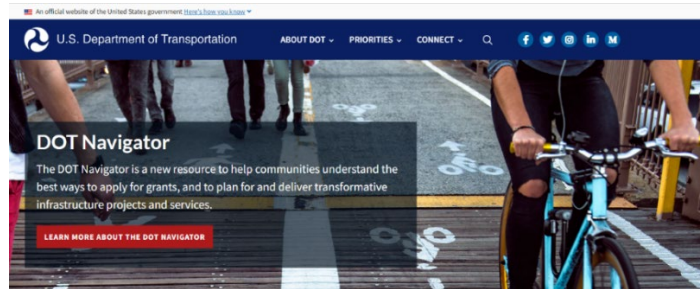 An official website of the United States government Here's how you know
U.S. Department of Transportation
ABOUT DOT
PRIORITIES
CONNECT
DOT Navigator
The DOT Navigator is a new resource to help communities understand the
best ways to apply for grants, and to plan for and deliver transformative
infrastructure projects and services.
LEARN MORE ABOUT THE DOT NAVIGATOR